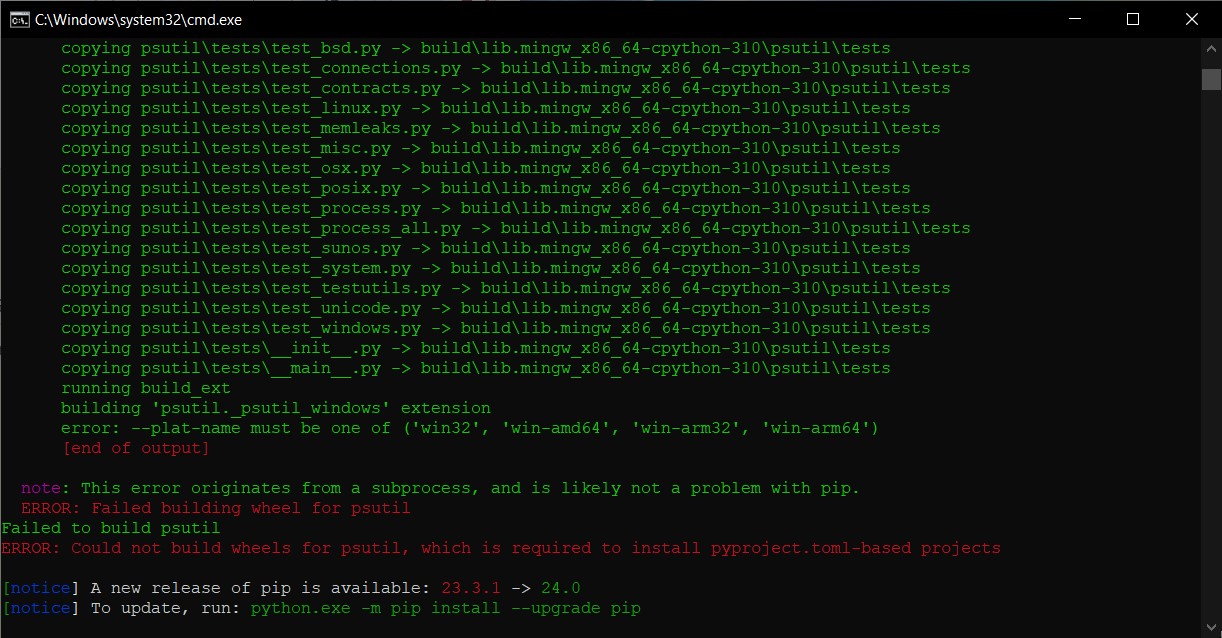 C:\Windows\system32\cmd.exe
copying psutil\tests\test_bsd.py -> build\lib.mingw_x86_64-cpython-310\psutil\tests
copying psutil\tests\test_connections.py -> build\lib.mingw_x86_64-cpython-310\psutil\tests
copying psutil\tests\test_contracts.py -> build\lib.mingw_x86_64-cpython-310\psutil\tests
copying psutil\tests\test_linux.py -> build\lib.mingw_x86_64-cpython-310\psutil\tests
copying psutil\tests\test_memleaks.py -> build\lib.mingw_x86_64-cpython-310\psutil\tests
copying psutil\tests\test_misc.py -> build\lib.mingw_x86_64-cpython-310\psutil\tests
copying psutil\tests\test_osx.py -> build\lib.mingw_x86_64-cpython-310\psutil\tests
copying psutil\tests\test_posix.py -> build\lib.mingw_x86_64-cpython-310\psutil\tests
copying psutil\tests\test_process.py -> build\lib.mingw_x86_64-cpython-310\psutil\tests
copying psutil\tests\test_process_all.py -> build\lib.mingw_x86_64-cpython-310\psutil\tests
copying psutil\tests\test_sunos.py -> build\lib.mingw_x86_64-cpython-310\psutil\tests
copying psutil\tests\test_system.py -> build\lib.mingw_x86_64-cpython-310\psutil\tests
copying psutil\tests\test_testutils.py -> build\lib.mingw_x86_64-cpython-310\psutil\tests
copying psutil\tests\test_unicode.py -> build\lib.mingw_x86_64-cpython-310\psutil\tests
copying psutil\tests\test_windows.py -> build\lib.mingw_x86_64-cpython-310\psutil\tests
copying psutil\tests\__init__.py -> build\lib.mingw_x86_64-cpython-310\psutil\tests
copying psutil\tests\__main__.py -> build\lib.mingw_x86_64-cpython-310\psutil\tests
running build_ext
building 'psutil._psutil_windows' extension
error: --plat-name must be one of ('win32', 'win-amd64', 'win-arm32', 'win-arm64')
[end of output]
note: This error originates from a subprocess, and is likely not a problem with pip.
ERROR: Failed building wheel for psutil
Failed to build psutil
ERROR: Could not build wheels for psutil, which is required to install pyproject.toml-based projects
[notice] A new release of pip is available: 23.3.1 -> 24.0
[notice] To update, run: python.exe -m pip install --upgrade pip